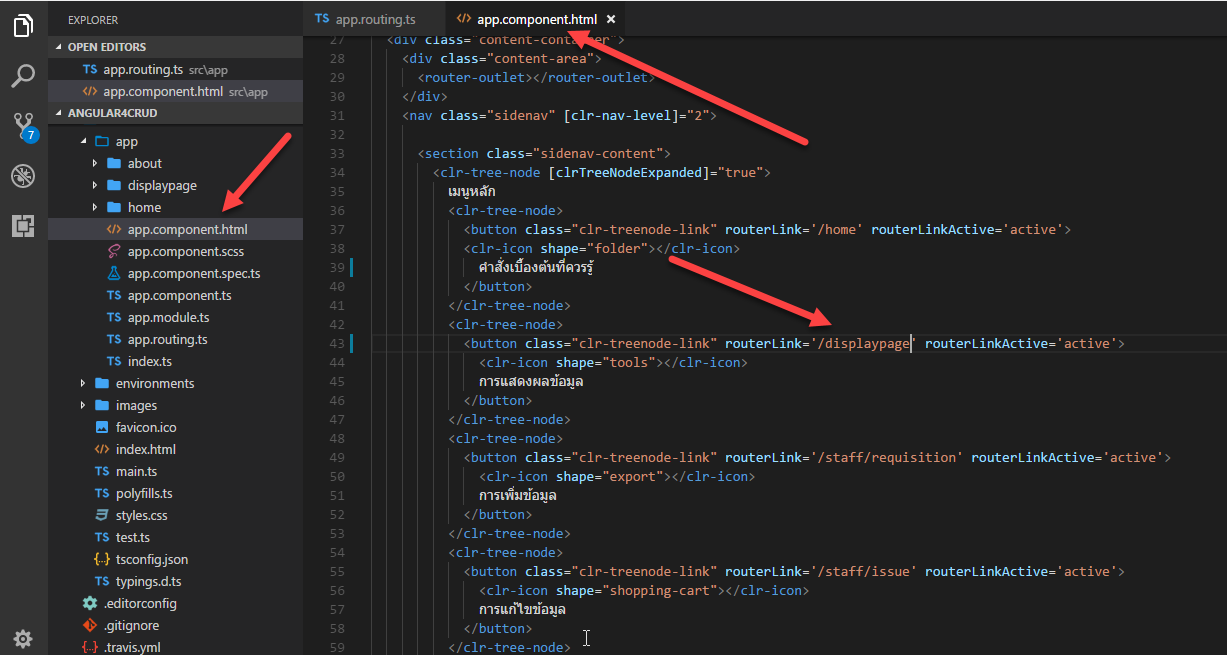 EXPLORER
OPEN EDITORS
TS app.routing.ts src\app
<> app.component.html src\app
ANGULAR4CRUD
app
about
displaypage
home
<> app.component.html
app.component.scss
app.component.spec.ts
TS app.component.ts
TS app.module.ts
TS app.routing.ts
TS index.ts
environments
images
favicon.ico
<> index.html
TS main.ts
TS polyfills.ts
styles.css
TS test.ts
{..} tsconfig.json
TS typings.d.ts
.editorconfig
.gitignore
{..} .travis.yml
7
TS app.routing.ts
<> app.component.html ×
27 <div class="content-container">
28 <div class="content-area">
29 <router-outlet></router-outlet>
30 </div>
31 <nav class="sidenav" [clr-nav-level]="2">
32
33 <section class="sidenav-content">
34 <clr-tree-node [clrTreeNodeExpanded]="true">
35 เมนูหลัก
36 <clr-tree-node>
37 <button class="clr-treenode-link" routerLink='/home' routerLinkActive='active'>
38 <clr-icon shape="folder"></clr-icon>
39 คำสั่งเบื้องต้นที่ควรรู้
40 </button>
41 </clr-tree-node>
42 <clr-tree-node>
43 <button class="clr-treenode-link" routerLink='/displaypage' routerLinkActive='active'>
44 <clr-icon shape="tools"></clr-icon>
45 การแสดงผลข้อมูล
46 </button>
47 </clr-tree-node>
48 <clr-tree-node>
49 <button class="clr-treenode-link" routerLink='/staff/requisition' routerLinkActive='active'>
50 <clr-icon shape="export"></clr-icon>
51 การเพิ่มข้อมูล
52 </button>
53 </clr-tree-node>
54 <clr-tree-node>
55 <button class="clr-treenode-link" routerLink='/staff/issue' routerLinkActive='active'>
56 <clr-icon shape="shopping-cart"></clr-icon>
57 การแก้ไขข้อมูล
58 </button>
59 </clr-tree-node>